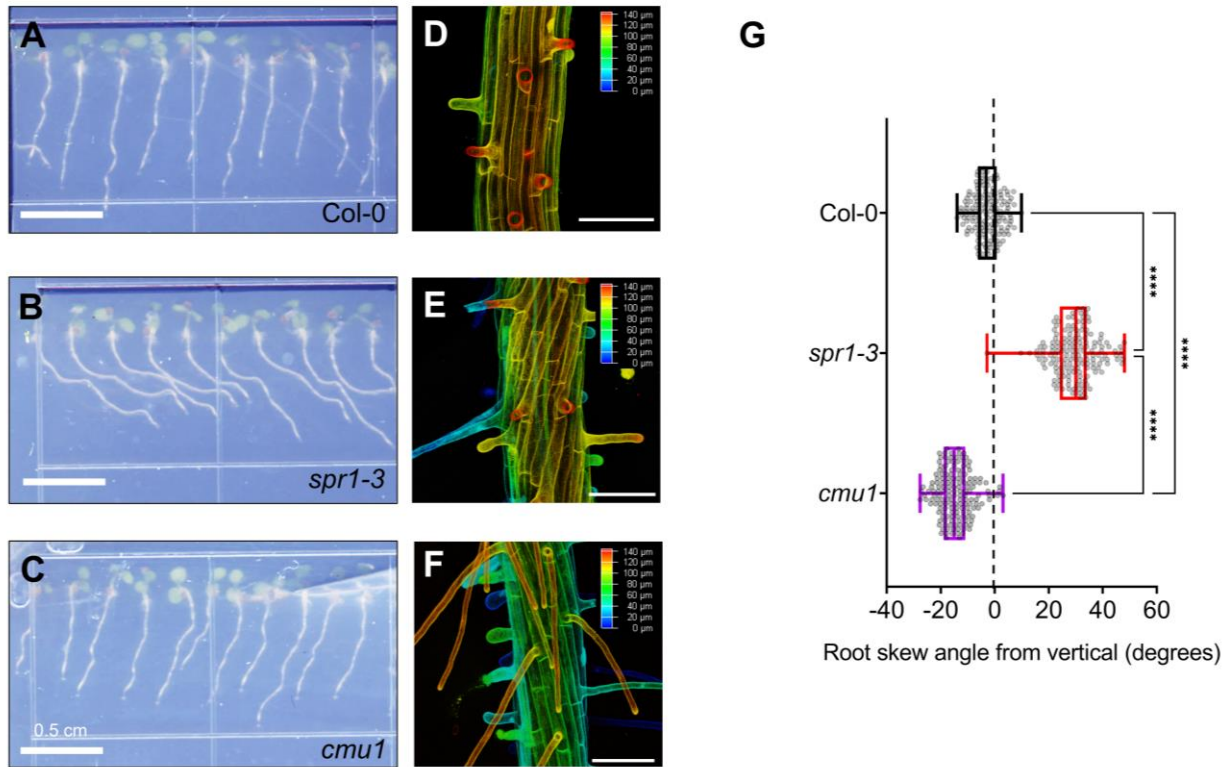 A
Col-0
B
spr1-3
C
0.5 cm
cmu1
D
140 µm
120 µm
100 µm
80 µm
60 µm
40 µm
20 µm
0 µm
E
140 µm
120 µm
100 µm
80 µm
60 µm
40 µm
20 µm
0 µm
F
140 µm
120 µm
100 µm
80 µm
60 µm
40 µm
20 µm
0 µm
G
Col-0
spr1-3
cmu1
****
****
****
-40 -20 0 20 40 60
Root skew angle from vertical (degrees)